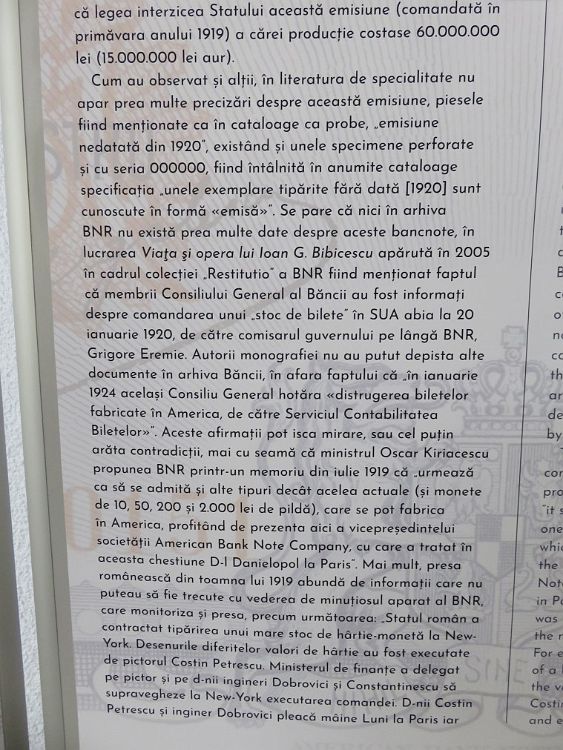 că legea interzicea Statului această emisiune (comandată în
primăvara anului 1919) a cărei producție costase 60.000.000
lei (15.000.000 lei aur).
Cum au observat și alții, în literatura de specialitate nu
apar prea multe precizări despre această emisiune, piesele
fiind menționate ca în cataloage ca probe, „emisiune
nedatată din 1920”, existând și unele specimene perforate
și cu seria 000000, fiind întâlnită în anumite cataloage
specificația „unele exemplare tipărite fără dată [1920] sunt
cunoscute în formă «emisă»”. Se pare că nici în arhiva
BNR nu există prea multe date despre aceste bancnote, în
lucrarea Viaţa şi opera lui Ioan G. Bibicescu apărută în 2005
în cadrul colecției „Restitutio” a BNR fiind menționat faptul
că membrii Consiliului General al Băncii au fost informați
despre comandarea unui „stoc de bilete” în SUA abia la 20
ianuarie 1920, de către comisarul guvernului pe lângă BNR,
Grigore Eremie. Autorii monografiei nu au putut depista alte
documente în arhiva Băncii, în afara faptului că „în ianuarie
1924 același Consiliu General hotăra «distrugerea biletelor
fabricate în America, de către Serviciul Contabilitatea
Biletelor»”. Aceste afirmații pot isca mirare, sau cel puțin
arăta contradicții, mai cu seamă că ministrul Oscar Kiriacescu
propunea BNR printr-un memoriu din iulie 1919 că „urmează
ca să se admită și alte tipuri decât acelea actuale (și monete
de 10, 50, 200 și 2.000 lei de pildă), care se pot fabrica
în America, profitând de prezenta aici a vicepreședintelui
societății American Bank Note Company, cu care a tratat în
aceasta chestiune D-l Danielopol la Paris”. Mai mult, presa
românească din toamna lui 1919 abundă de informații care nu
puteau să fie trecute cu vederea de minuțiosul aparat al BNR,
care monitoriza și presa, precum următoarea: „Statul român a
contractat tipărirea unui mare stoc de hârtie-monetă la New-
York. Desenurile diferitelor valori de hârtie au fost executate
de pictorul Costin Petrescu. Ministerul de finanțe a delegat
pe pictor și pe d-nii ingineri Dobrovici și Constantinescu să
supravegheze la New-York executarea comandei. D-nii Costin
Petrescu și inginer Dobrovici pleacă mâine Luni la Paris iar